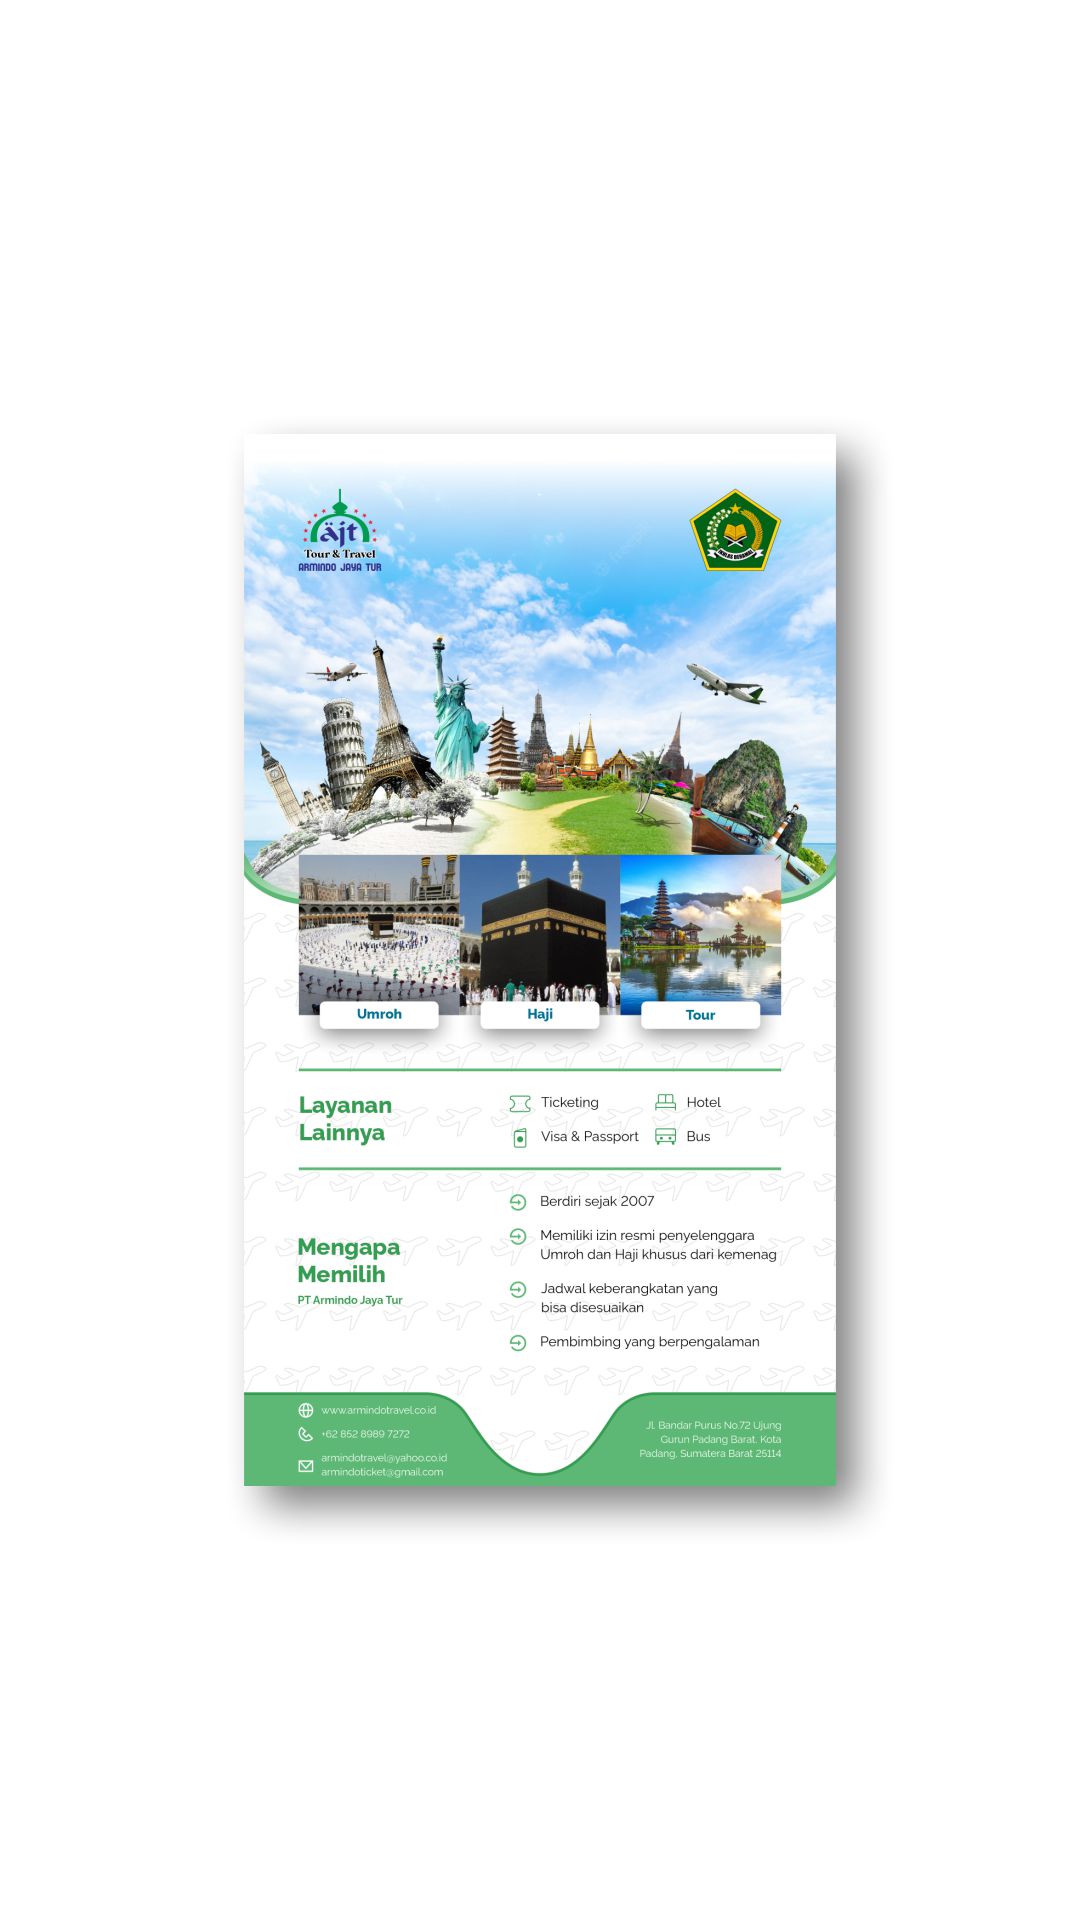 äjt
Tour & Travel
ARMINDO JAYA TUR
IKHLAS BERAMAL
Umroh
Haji
Tour
Layanan
Lainnya
Ticketing
Hotel
Visa & Passport
Bus
Mengapa
Memilih
PT Armindo Jaya Tur
Berdiri sejak 2007
Memiliki izin resmi penyelenggara
Umroh dan Haji khusus dari kemenag
Jadwal keberangkatan yang
bisa disesuaikan
Pembimbing yang berpengalaman
www.armindotravel.co.id
+62 852 8989 7272
armindotravel@yahoo.co.id
armindoticket@gmail.com
Jl. Bandar Purus No.72 Ujung
Gurun Padang Barat. Kota
Padang. Sumatera Barat 25114